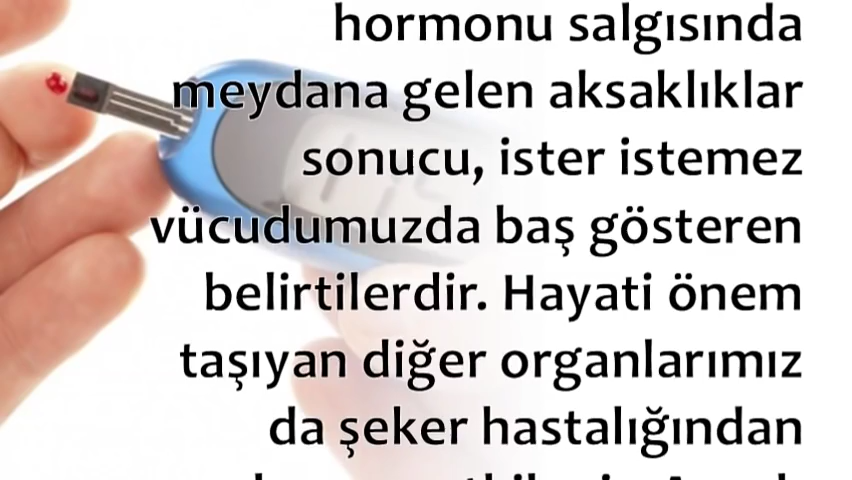 hormonu salgısında
meydana gelen aksaklıklar
sonucu, ister istemez
vücudumuzda baş gösteren
belirtilerdir. Hayati önem
taşıyan diğer organlarımız
da şeker hastalığından